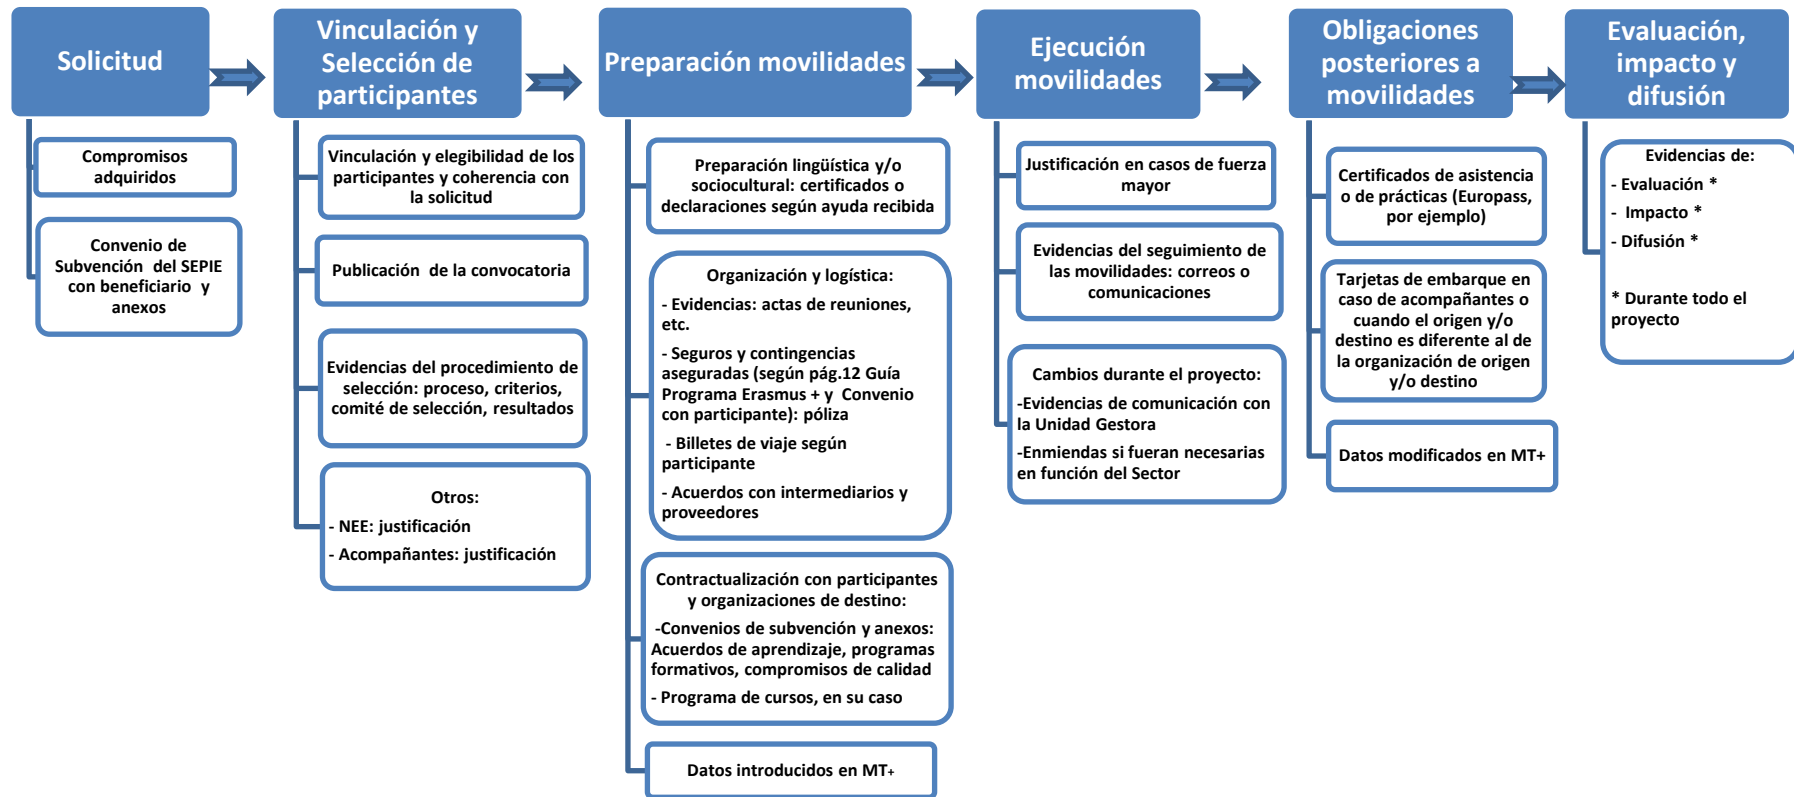 Solicitud
Compromisos
adquiridos
Convenio de
Subvención del SEPIE
con beneficiario y
anexos
Vinculación y
Selección de
participantes
Vinculación y elegibilidad de los
participantes y coherencia con
la solicitud
Publicación de la convocatoria
Evidencias del procedimiento de
selección: proceso, criterios,
comité de selección, resultados
Otros:
- NEE: justificación
- Acompañantes: justificación
Preparación movilidades
Preparación lingüística y/o
sociocultural: certificados o
declaraciones según ayuda recibida
Organización y logística:
- Evidencias: actas de reuniones,
etc.
- Seguros y contingencias
aseguradas (según pág.12 Guía
Programa Erasmus + y Convenio
con participante): póliza
- Billetes de viaje según
participante
- Acuerdos con intermediarios y
proveedores
Contractualización con participantes
y organizaciones de destino:
-Convenios de subvención y anexos:
Acuerdos de aprendizaje, programas
formativos, compromisos de calidad
- Programa de cursos, en su caso
Datos introducidos en MT+
Ejecución
movilidades
Justificación en casos de fuerza
mayor
Evidencias del seguimiento de
las movilidades: correos o
comunicaciones
Cambios durante el proyecto:
-Evidencias de comunicación con
la Unidad Gestora
-Enmiendas si fueran necesarias
en función del Sector
Obligaciones
posteriores a
movilidades
Certificados de asistencia
o de prácticas (Europass,
por ejemplo)
Tarjetas de embarque en
caso de acompañantes o
cuando el origen y/o
destino es diferente al de
la organización de origen
y/o destino
Datos modificados en MT+
Evaluación,
impacto y
difusión
Evidencias de:
- Evaluación *
- Impacto *
- Difusión *
* Durante todo el
proyecto